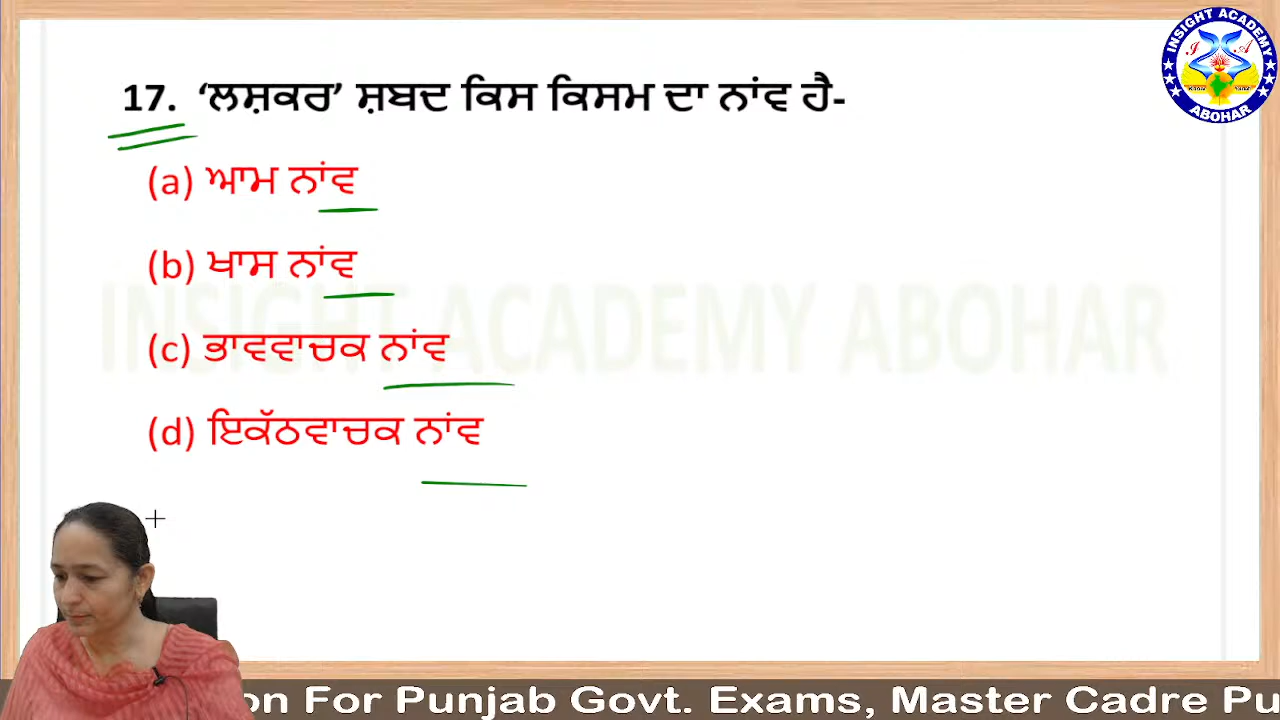 INSIGHT ACADEMY
I A
ABOHAR
17. ‘ਲਸ਼ਕਰ’ ਸ਼ਬਦ ਕਿਸ ਕਿਸਮ ਦਾ ਨਾਂਵ ਹੈ-
(a) ਆਮ ਨਾਂਵ
(b) ਖਾਸ ਨਾਂਵ
(c) ਭਾਵਵਾਚਕ ਨਾਂਵ
(d) ਇਕੱਠਵਾਚਕ ਨਾਂਵ
INSIGHT ACADEMY ABOHAR
on For Punjab Govt. Exams, Master Cadre Pu